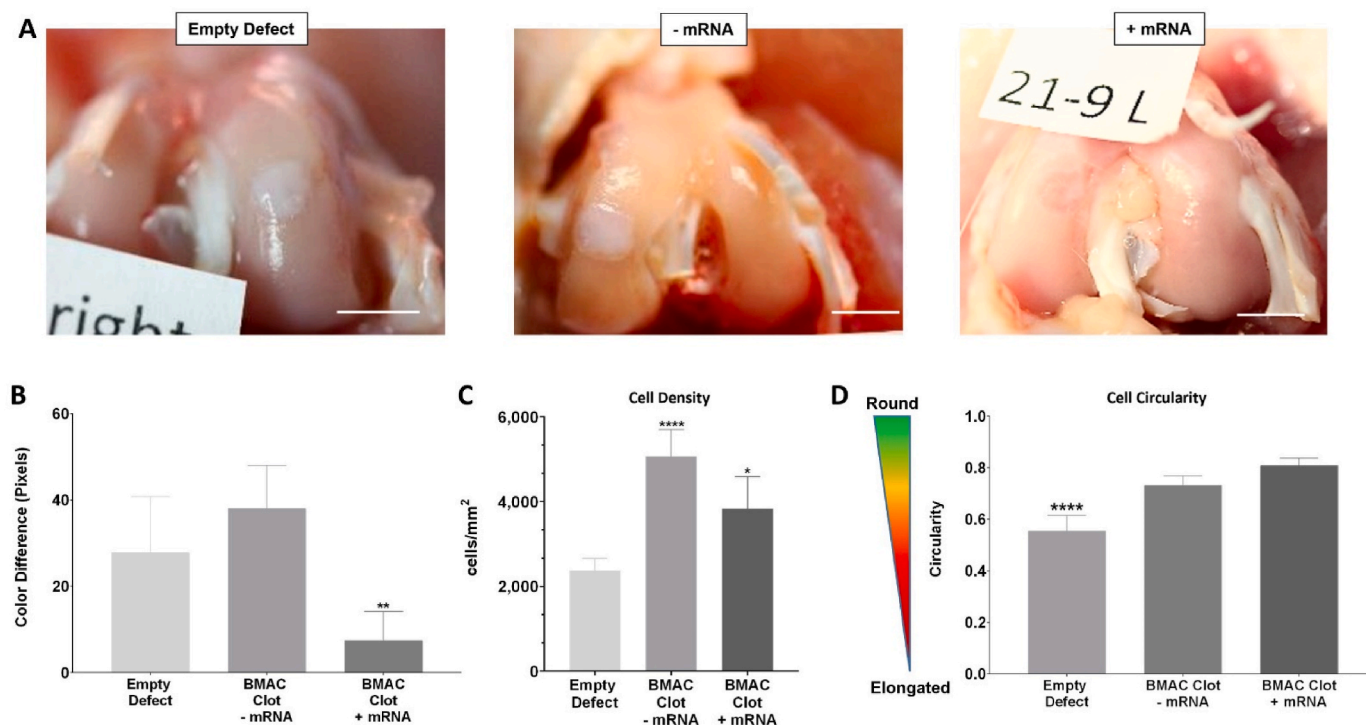 A
Empty Defect
- mRNA
+ mRNA
right
21-9 L
B
Color Difference (Pixels)
60
40
20
0
**
Empty
Defect
BMAC
Clot
- mRNA
BMAC
Clot
+ mRNA
C
Cell Density
cells/mm²
6,000
4,000
2,000
0
****
*
Empty
Defect
BMAC
Clot
- mRNA
BMAC
Clot
+ mRNA
D
Round
Elongated
Cell Circularity
Circularity
1.0
0.8
0.6
0.4
0.2
0.0
****
Empty
Defect
BMAC Clot
- mRNA
BMAC Clot
+ mRNA